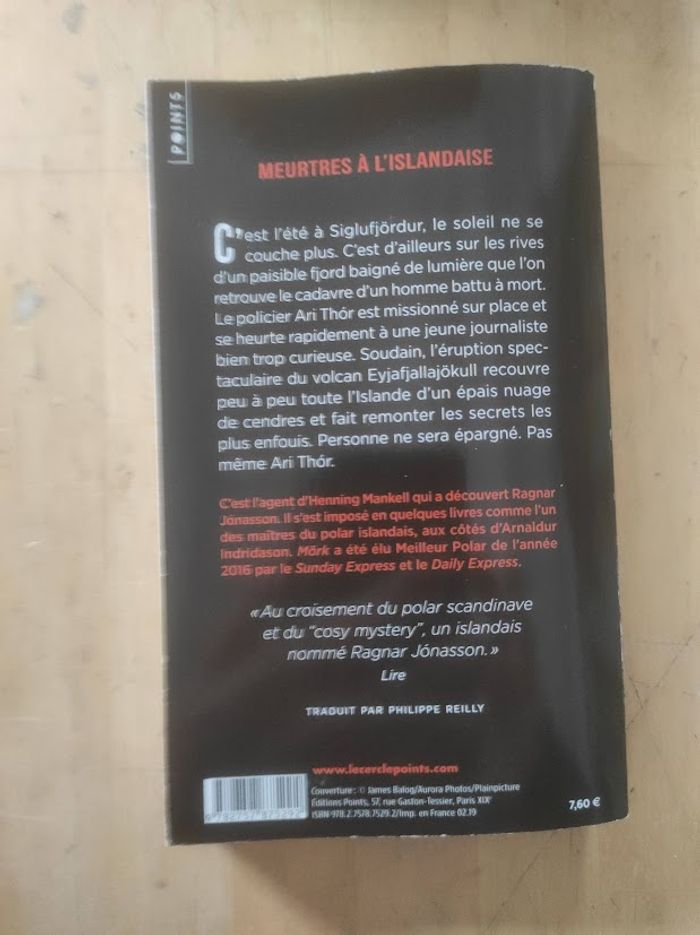 POINTS
MEURTRES À L'ISLANDAISE
C'est l'été à Siglufjördur, le soleil ne se
couche plus. C'est d'ailleurs sur les rives
d'un paisible fjord baigné de lumière que l'on
retrouve le cadavre d'un homme battu à mort.
Le policier Ari Thór est missionné sur place et
se heurte rapidement à une jeune journaliste
bien trop curieuse. Soudain, l'éruption spec-
taculaire du volcan Eyjafjallajökull recouvre
peu à peu toute l'Islande d'un épais nuage
de cendres et fait remonter les secrets les
plus enfouis. Personne ne sera épargné. Pas
même Ari Thór.
C'est l'agent d'Henning Mankell qui a découvert Ragnar
Jónasson. Il s'est imposé en quelques livres comme l'un
des maîtres du polar islandais, aux côtés d'Arnaldur
Indridason. Mörk a été élu Meilleur Polar de l'année
2016 par le Sunday Express et le Daily Express.
« Au croisement du polar scandinave
et du "cosy mystery", un islandais
nommé Ragnar Jónasson. »
Lire
TRADUIT PAR PHILIPPE REILLY
www.lecerclepoints.com
Couverture : © James Balog/Aurora Photos/Plainpicture
Éditions Points, 57, rue Gaston-Tessier, Paris XIXe
ISBN 978.2.7578.7529.2/Imp. en France 02.19
7,60 €
9 782757 875292